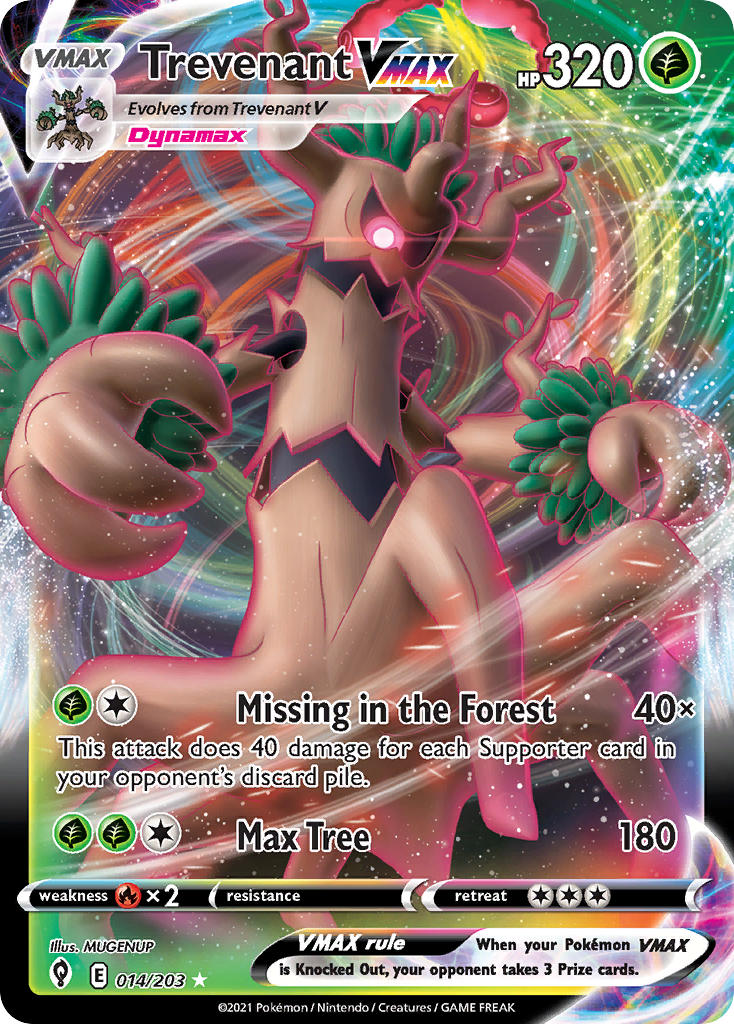 VMAX
Trevenant VMAX
HP 320
Evolves from Trevenant V
Dynamax
Missing in the Forest 40×
This attack does 40 damage for each Supporter card in
your opponent's discard pile.
Max Tree 180
weakness ×2 resistance retreat
Illus. MUGENUP
VMAX rule When your Pokémon VMAX
is Knocked Out, your opponent takes 3 Prize cards.
E 014/203 ★
©2021 Pokémon / Nintendo / Creatures / GAME FREAK